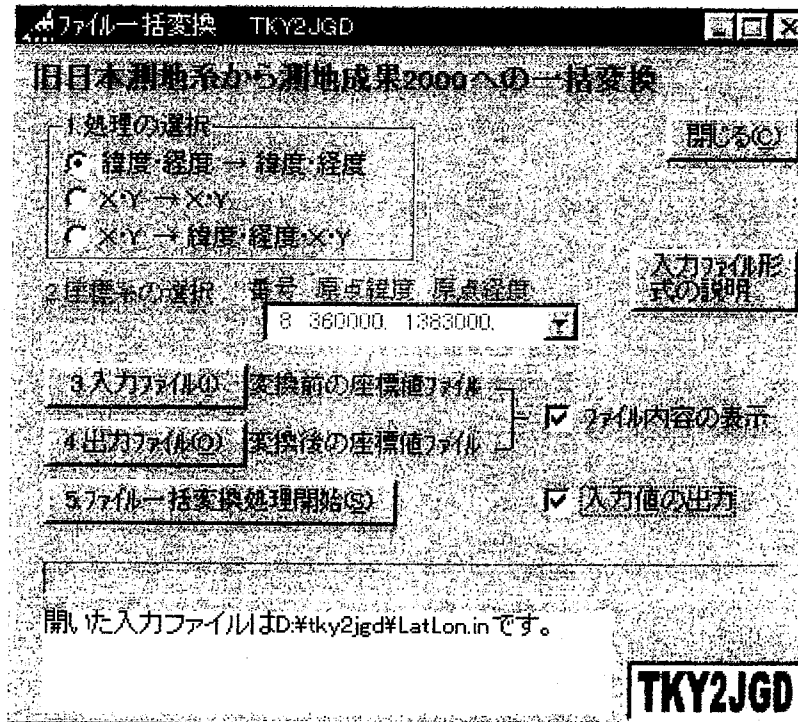 ファイル一括変換 TKY2JGD
旧日本測地系から測地成果2000への一括変換
1.処理の選択
緯度・経度 → 緯度・経度
X・Y → X・Y
X・Y → 緯度・経度・X・Y
閉じる(C)
入力ファイル形
式の説明
2.座標系の選択 番号 原点緯度 原点経度
8 360000. 1383000.
3.入力ファイル(I) 変換前の座標値ファイル
4.出力ファイル(O) 変換後の座標値ファイル
ファイル内容の表示
5.ファイル一括変換処理開始(S)
入力値の出力
開いた入力ファイルはD:¥tky2jgd¥LatLon.inです。
TKY2JGD